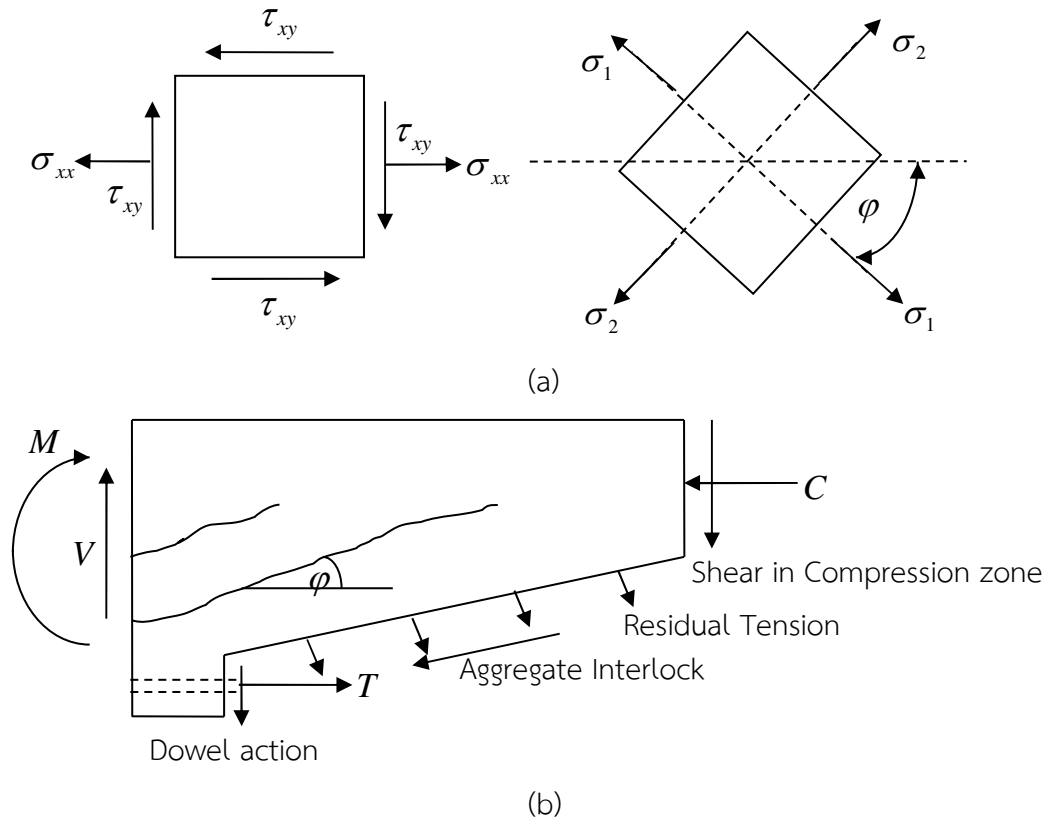 τxy
σxx
τxy
τxy
σxx
τxy
σ1
σ2
φ
σ2
σ1
(a)
M
V
φ
C
Shear in Compression zone
Residual Tension
Aggregate Interlock
T
Dowel action
(b)